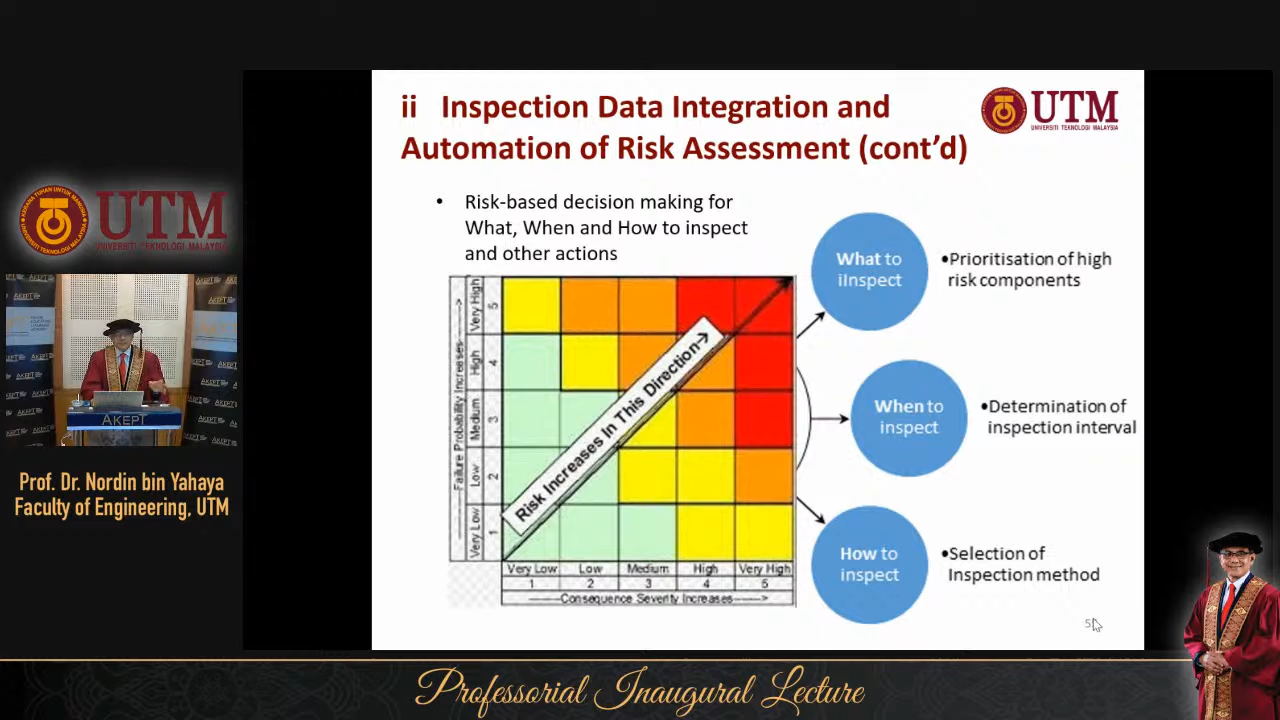 ii Inspection Data Integration and
Automation of Risk Assessment (cont'd)
UTM
UNIVERSITI TEKNOLOGI MALAYSIA
• Risk-based decision making for
What, When and How to inspect
and other actions
Failure Probability Increases
Very High
5
High
4
Medium
3
Low
2
Very Low
1
Risk Increases In This Direction→
Very Low
Low
Medium
High
Very High
1
2
3
4
5
Consequence Severity Increases
What to
iInspect
•Prioritisation of high
risk components
When to
inspect
•Determination of
inspection interval
How to
inspect
•Selection of
Inspection method
5
UTM
UNIVERSITI TEKNOLOGI MALAYSIA
AKEPT
Prof. Dr. Nordin bin Yahaya
Faculty of Engineering, UTM
Professorial Inaugural Lecture